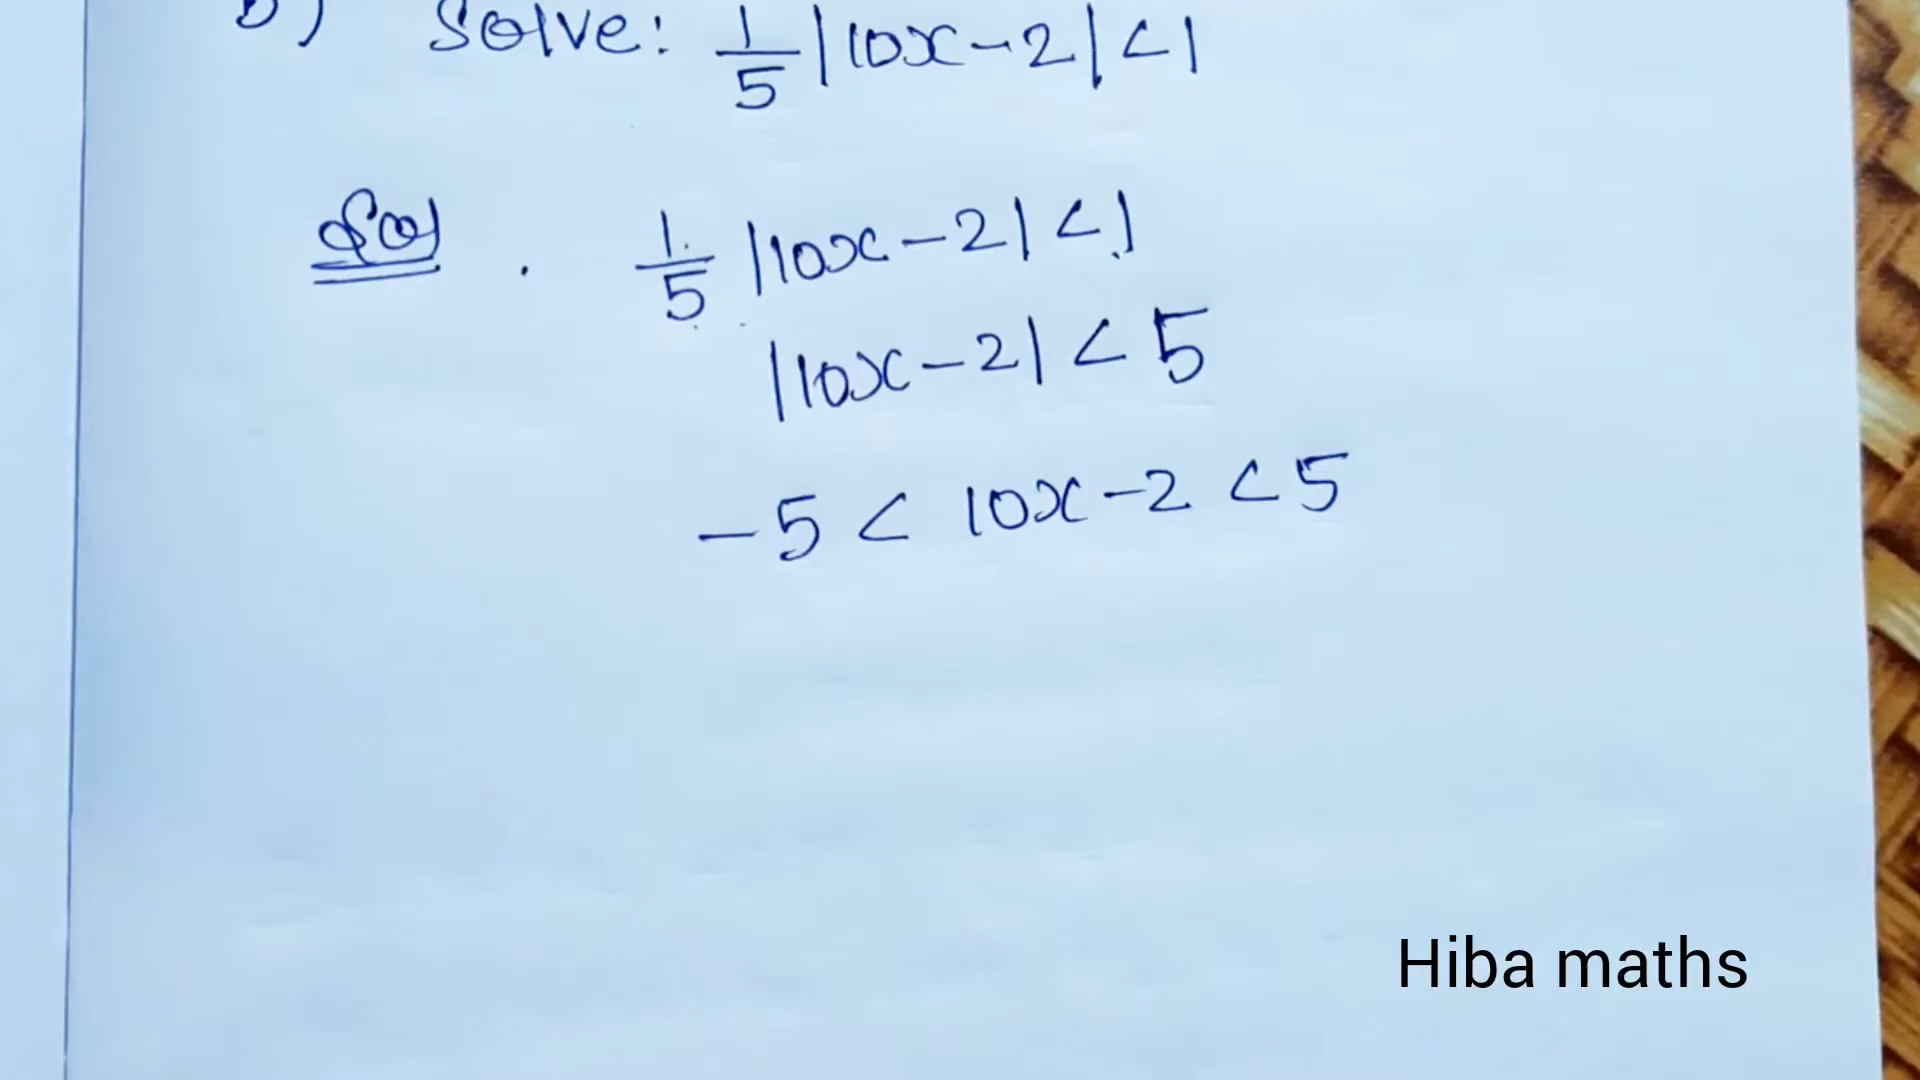 b) Solve: 1/5 |10x-2| < 1
Sol . 1/5 |10x-2| < 1
|10x-2| < 5
-5 < 10x-2 < 5
Hiba maths